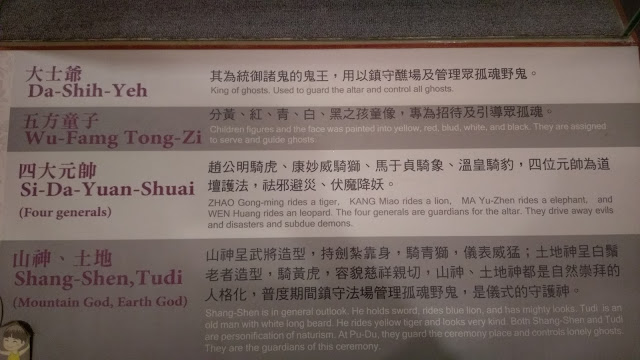 大士爺
Da-Shih-Yeh
其為統御諸鬼的鬼王，用以鎮守醮場及管理眾孤魂野鬼。
King of ghosts. Used to guard the altar and control all ghosts.
五方童子
Wu-Famg Tong-Zi
分黃、紅、青、白、黑之孩童像，專為招待及引導眾孤魂。
Children figures and the face was painted into yellow, red, blud, white, and black. They are assigned
to serve and guide ghosts
四大元帥
Si-Da-Yuan-Shuai
(Four generals)
趙公明騎虎、康妙威騎獅、馬于貞騎象、溫皇騎豹，四位元帥為道
壇護法，祛邪避災、伏魔降妖。
ZHAO Gong-ming rides a tiger, KANG Miao rides a lion, MA Yu-Zhen rides a elephant, and
WEN Huang rides an leopard. The four generals are guardians for the altar. They drive away evils
and disasters and subdue demons.
山神、土地
Shang-Shen,Tudi
(Mountain God, Earth God)
山神呈武將造型，持劍紮靠身，騎青獅，儀表威猛；土地神呈白鬚
老者造型，騎黃虎，容貌慈祥親切，山神、土地神都是自然崇拜的
人格化，普度期間鎮守法場管理孤魂野鬼，是儀式的守護神。
Shang-Shen is in general outlook. He holds sword, rides blue lion, and has mighty looks. Tudi is an
old man with white long beard. He rides yellow tiger and looks very kind. Both Shang-Shen and Tudi
are personification of naturism. At Pu-Du, they guard the ceremony place and controls lonely ghosts.
They are the guardians of this ceremony.